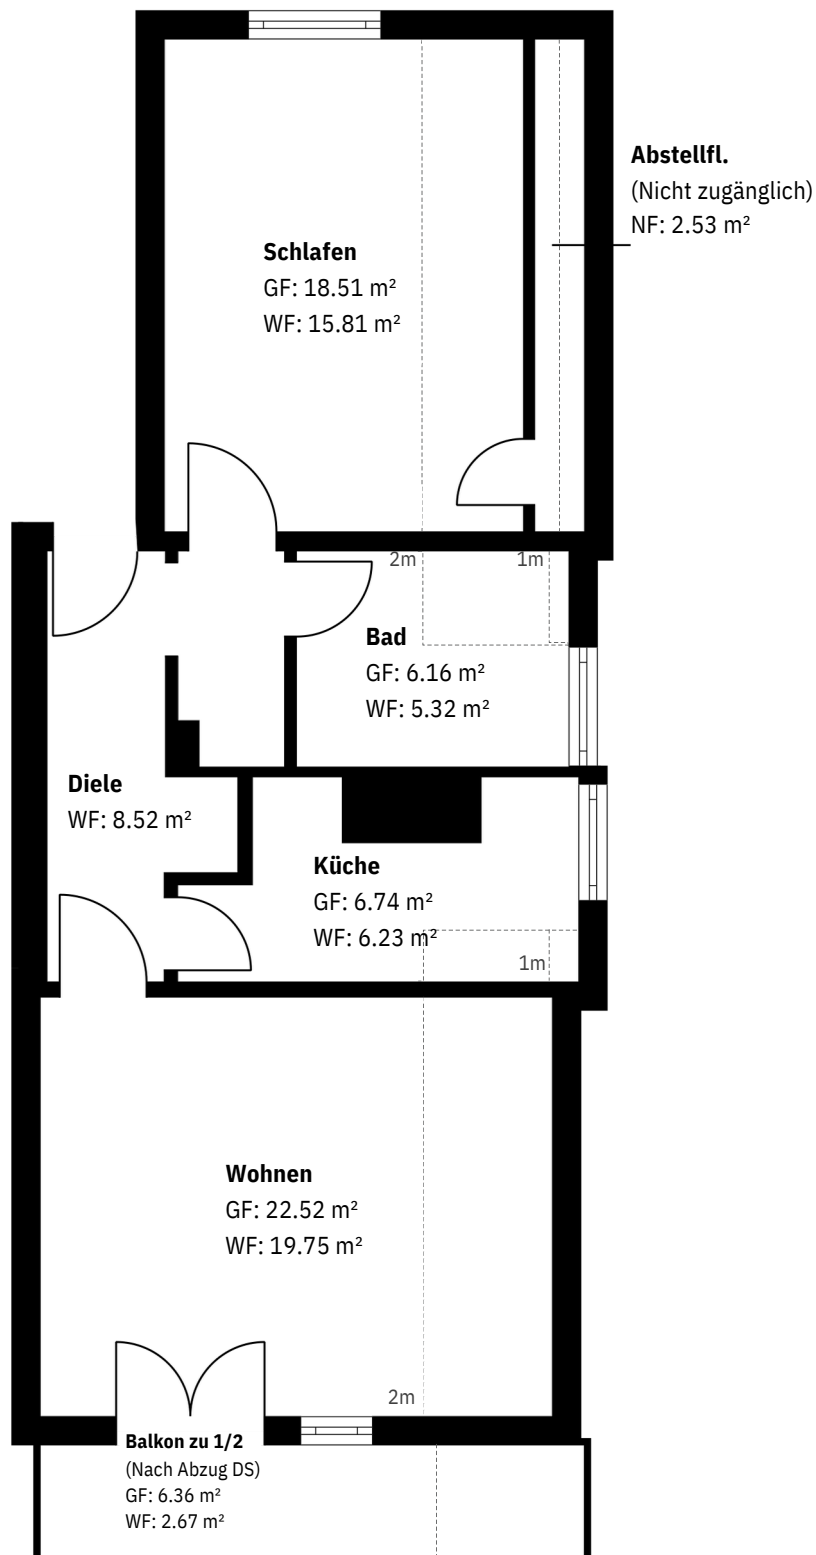 Abstellfl.
(Nicht zugänglich)
NF: 2.53 m²
Schlafen
GF: 18.51 m²
WF: 15.81 m²
2m
1m
Bad
GF: 6.16 m²
WF: 5.32 m²
Diele
WF: 8.52 m²
Küche
GF: 6.74 m²
WF: 6.23 m²
1m
Wohnen
GF: 22.52 m²
WF: 19.75 m²
2m
Balkon zu 1/2
(Nach Abzug DS)
GF: 6.36 m²
WF: 2.67 m²